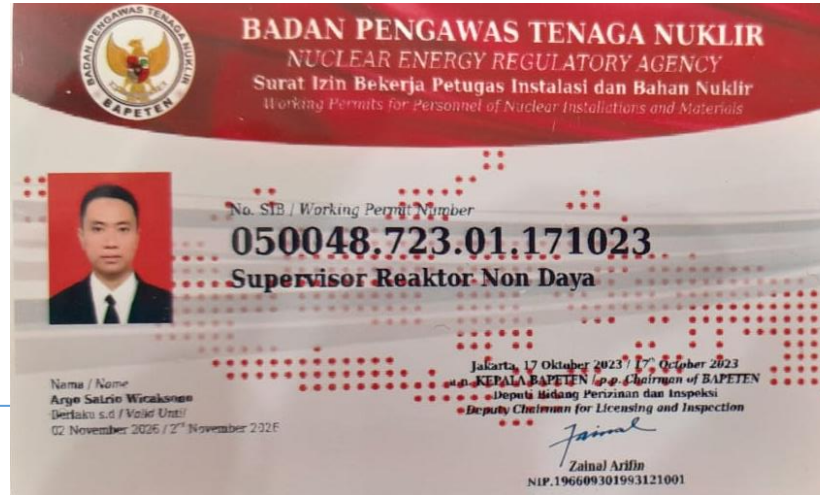 BADAN PENGAWAS TENAGA NUKLIR
BAPETEN
BADAN PENGAWAS TENAGA NUKLIR
NUCLEAR ENERGY REGULATORY AGENCY
Surat Izin Bekerja Petugas Instalasi dan Bahan Nuklir
Working Permits for Personnel of Nuclear Installations and Materials
No. SIB / Working Permit Number
050048.723.01.171023
Supervisor Reaktor Non Daya
Nama / Name
Argo Satrio Wicaksono
Berlaku s.d / Valid Until
02 November 2026 / 2nd November 2026
Jakarta, 17 Oktober 2023 / 17th October 2023
a.n. KEPALA BAPETEN / p.p. Chairman of BAPETEN
Deputi Bidang Perizinan dan Inspeksi
Deputy Chairman for Licensing and Inspection
Zainal Arifin
NIP.196609301993121001